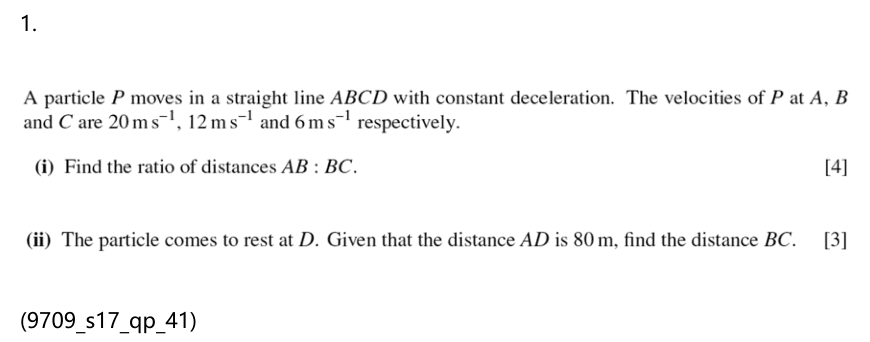 1.
A particle P moves in a straight line ABCD with constant deceleration. The velocities of P at A, B
and C are 20 m s⁻¹, 12 m s⁻¹ and 6 m s⁻¹ respectively.
(i) Find the ratio of distances AB : BC. [4]
(ii) The particle comes to rest at D. Given that the distance AD is 80 m, find the distance BC. [3]
(9709_s17_qp_41)